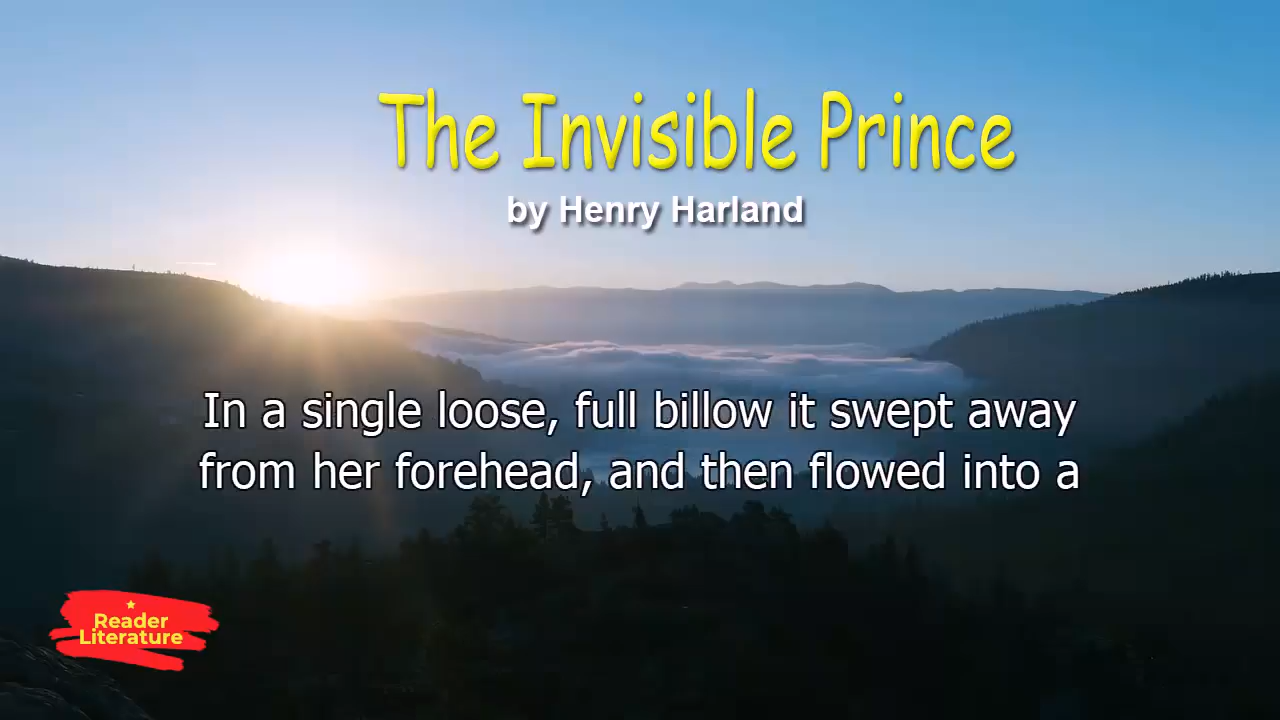 The Invisible Prince
by Henry Harland
In a single loose, full billow it swept away
from her forehead, and then flowed into a
Reader
Literature